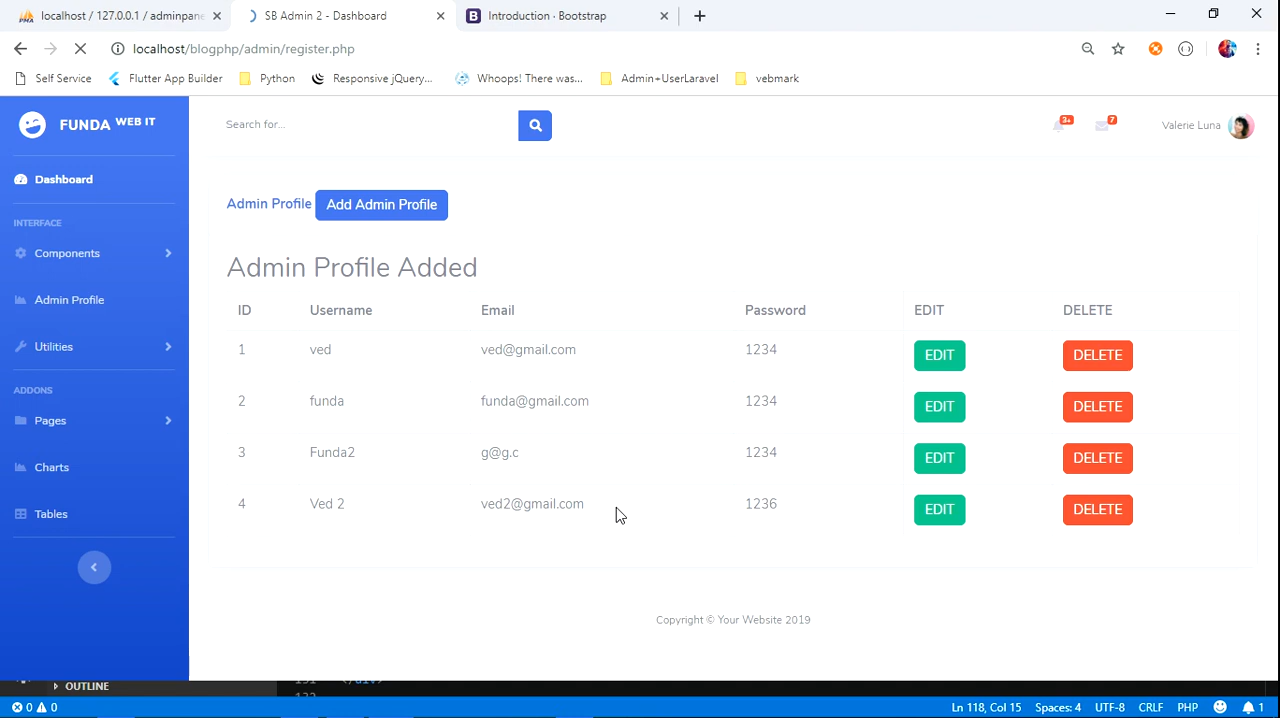 localhost / 127.0.0.1 / adminpane
SB Admin 2 - Dashboard
Introduction · Bootstrap
localhost/blogphp/admin/register.php
Self Service
Flutter App Builder
Python
Responsive jQuery...
Whoops! There was...
Admin+UserLaravel
vebmark
FUNDA WEB IT
Search for...
3+
7
Valerie Luna
Dashboard
INTERFACE
Components
Admin Profile
Utilities
ADDONS
Pages
Charts
Tables
Admin Profile Add Admin Profile
Admin Profile Added
ID Username Email Password EDIT DELETE
1 ved ved@gmail.com 1234 EDIT DELETE
2 funda funda@gmail.com 1234 EDIT DELETE
3 Funda2 g@g.c 1234 EDIT DELETE
4 Ved 2 ved2@gmail.com 1236 EDIT DELETE
Copyright © Your Website 2019
OUTLINE
0 0 Ln 118, Col 15 Spaces: 4 UTF-8 CRLF PHP 1